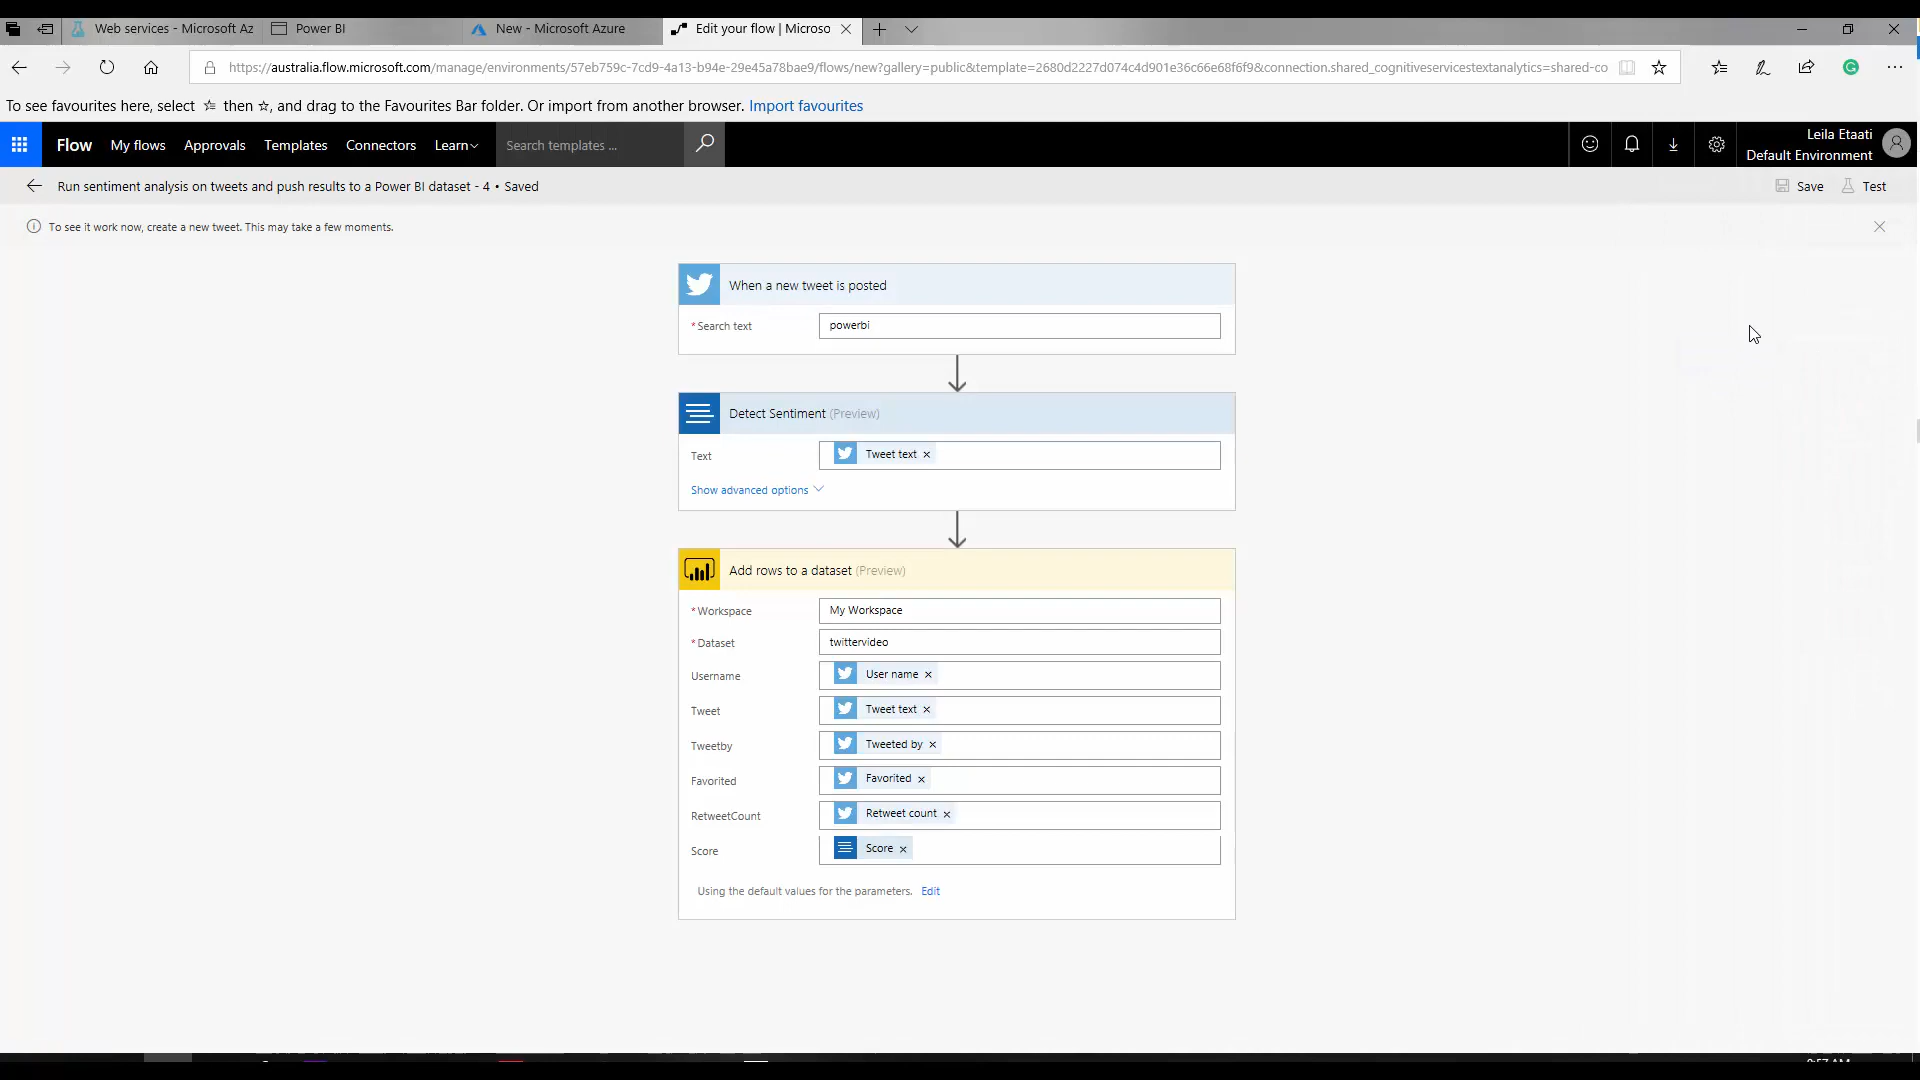 Web services - Microsoft Az
Power BI
New - Microsoft Azure
Edit your flow | Microso
https://australia.flow.microsoft.com/manage/environments/57eb759c-7cd9-4a13-b94e-29e45a78bae9/flows/new?gallery=public&template=2680d2227d074c4d901e36c66e68f6f9&connection.shared_cognitiveservicestextanalytics=shared-co
To see favourites here, select then ☆, and drag to the Favourites Bar folder. Or import from another browser. Import favourites
Flow My flows Approvals Templates Connectors Learn Search templates ...
Leila Etaati
Default Environment
Run sentiment analysis on tweets and push results to a Power BI dataset - 4 • Saved
Save Test
To see it work now, create a new tweet. This may take a few moments.
When a new tweet is posted
* Search text powerbi
Detect Sentiment (Preview)
Text Tweet text ×
Show advanced options
Add rows to a dataset (Preview)
* Workspace My Workspace
* Dataset twittervideo
Username User name ×
Tweet Tweet text ×
Tweetby Tweeted by ×
Favorited Favorited ×
RetweetCount Retweet count ×
Score Score ×
Using the default values for the parameters. Edit